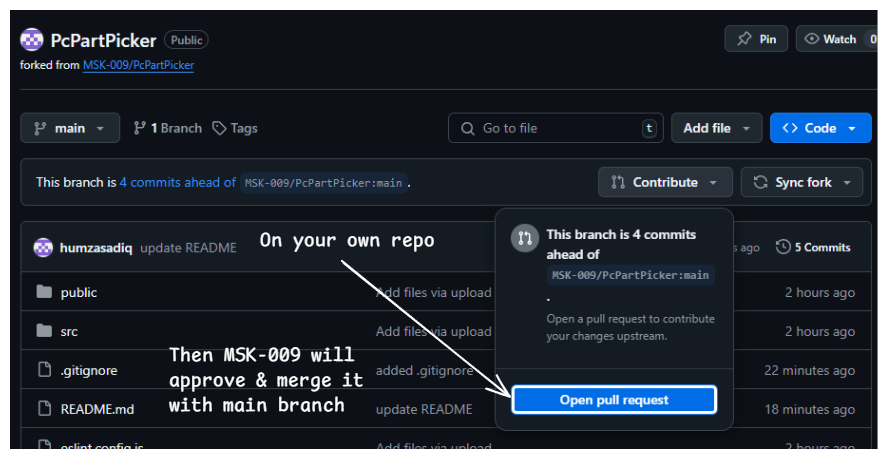 PcPartPicker Public
Pin
Watch 0
forked from MSK-009/PcPartPicker
main
1 Branch
Tags
Go to file
t
Add file
Code
This branch is 4 commits ahead of MSK-009/PcPartPicker:main .
Contribute
Sync fork
humzasadiq update README
s ago
5 Commits
On your own repo
This branch is 4 commits
ahead of
MSK-009/PcPartPicker:main
.
Open a pull request to contribute
your changes upstream.
Open pull request
public Add files via upload 2 hours ago
src Add files via upload 2 hours ago
.gitignore added .gitignore 22 minutes ago
README.md update README 18 minutes ago
Then MSK-009 will
approve & merge it
with main branch
eslint.config.js Add files via upload 2 hours ago